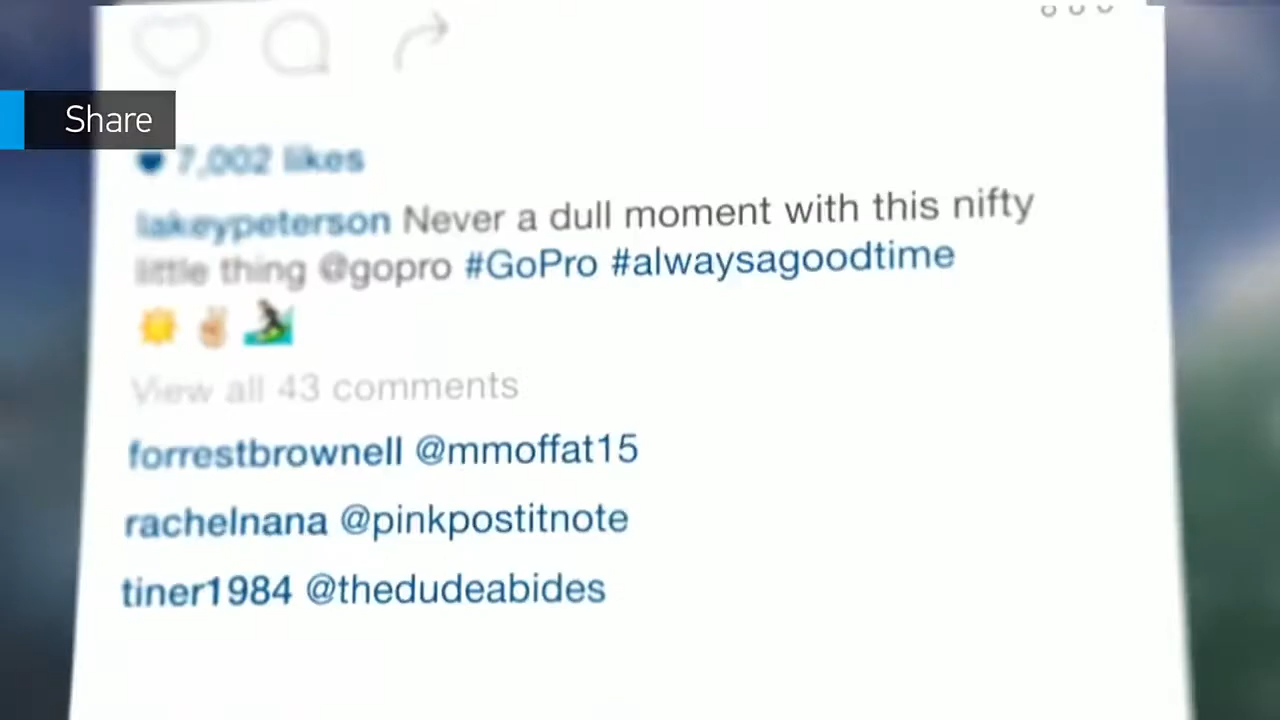 Share
7,002 likes
lakeypeterson Never a dull moment with this nifty
little thing @gopro #GoPro #alwaysagoodtime
View all 43 comments
forrestbrownell @mmoffat15
rachelnana @pinkpostitnote
tiner1984 @thedudeabides